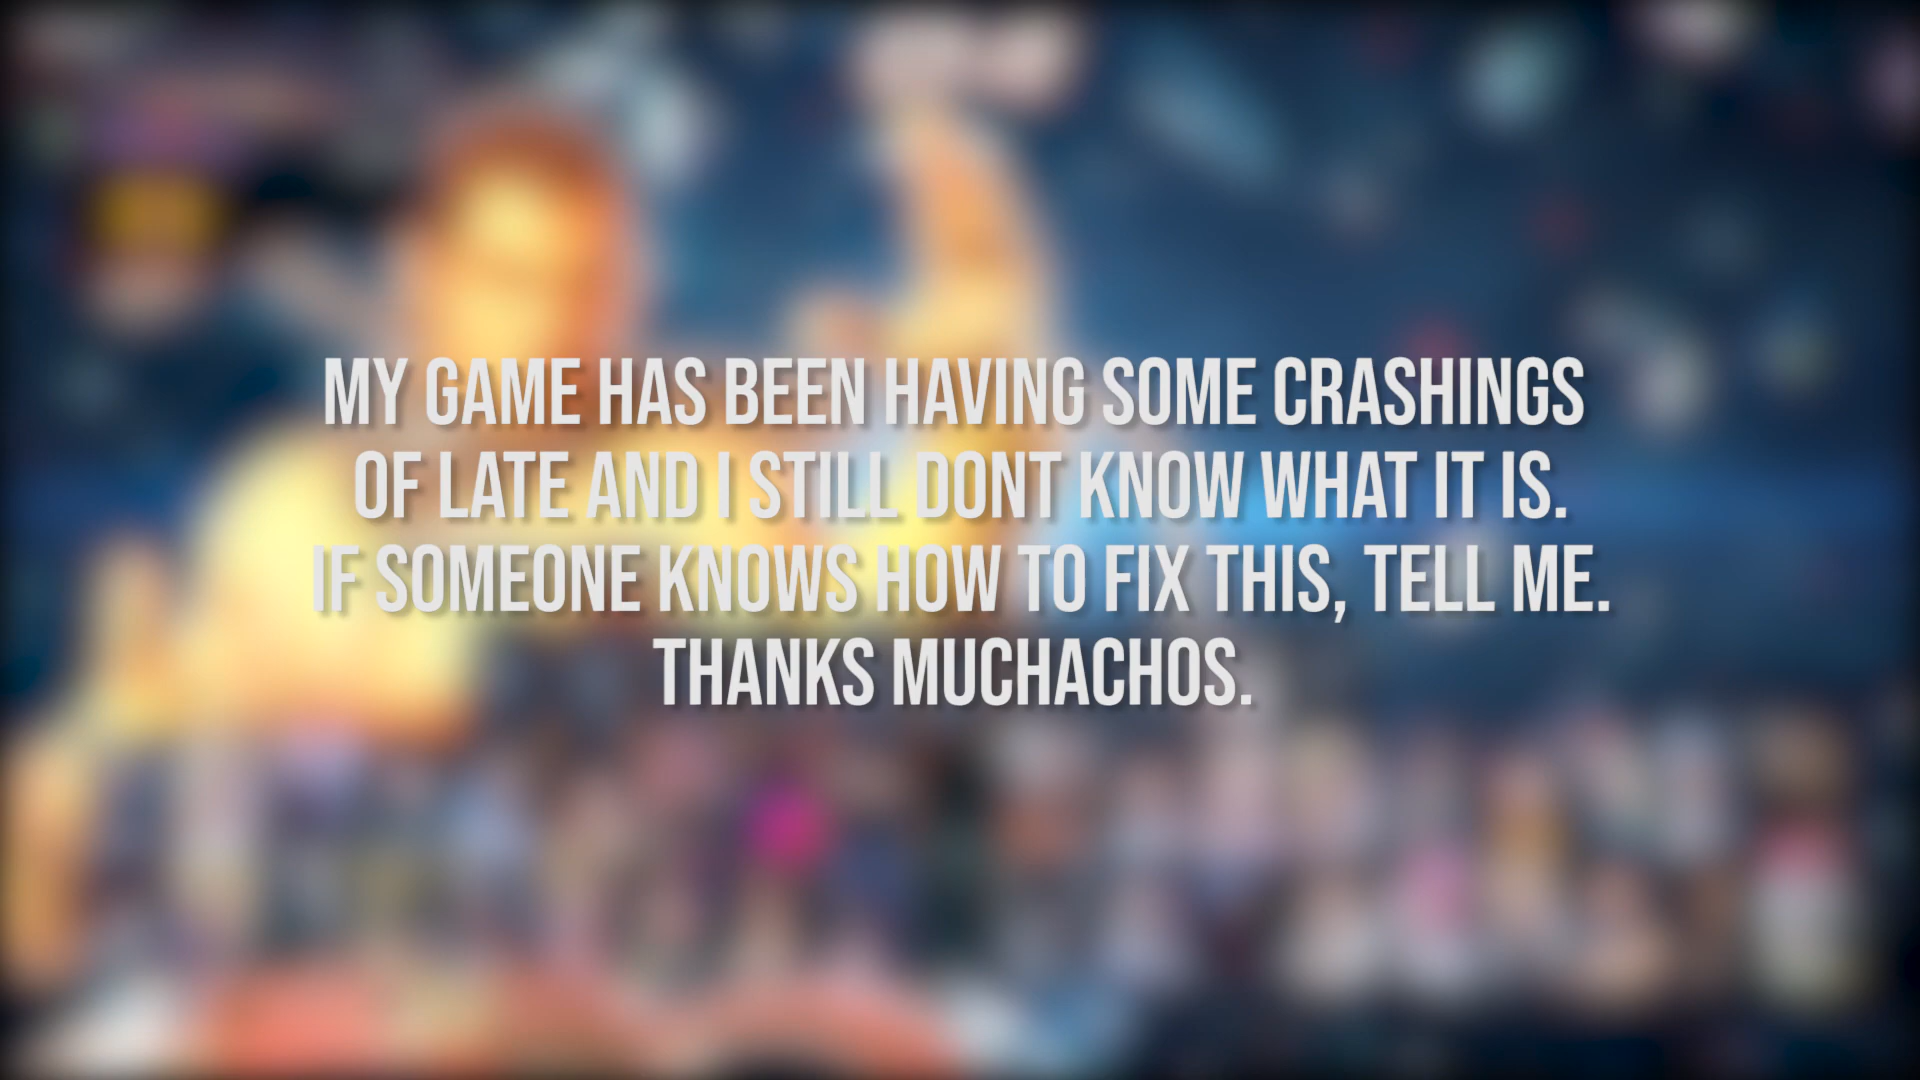 MY GAME HAS BEEN HAVING SOME CRASHINGS
OF LATE AND I STILL DONT KNOW WHAT IT IS.
IF SOMEONE KNOWS HOW TO FIX THIS, TELL ME.
THANKS MUCHACHOS.